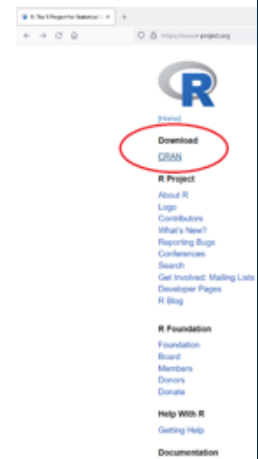 R: The R Project for Statistical C
https://www.r-project.org
R
[Home]
Download
CRAN
R Project
About R
Logo
Contributors
What's New?
Reporting Bugs
Conferences
Search
Get Involved: Mailing Lists
Developer Pages
R Blog
R Foundation
Foundation
Board
Members
Donors
Donate
Help With R
Getting Help
Documentation